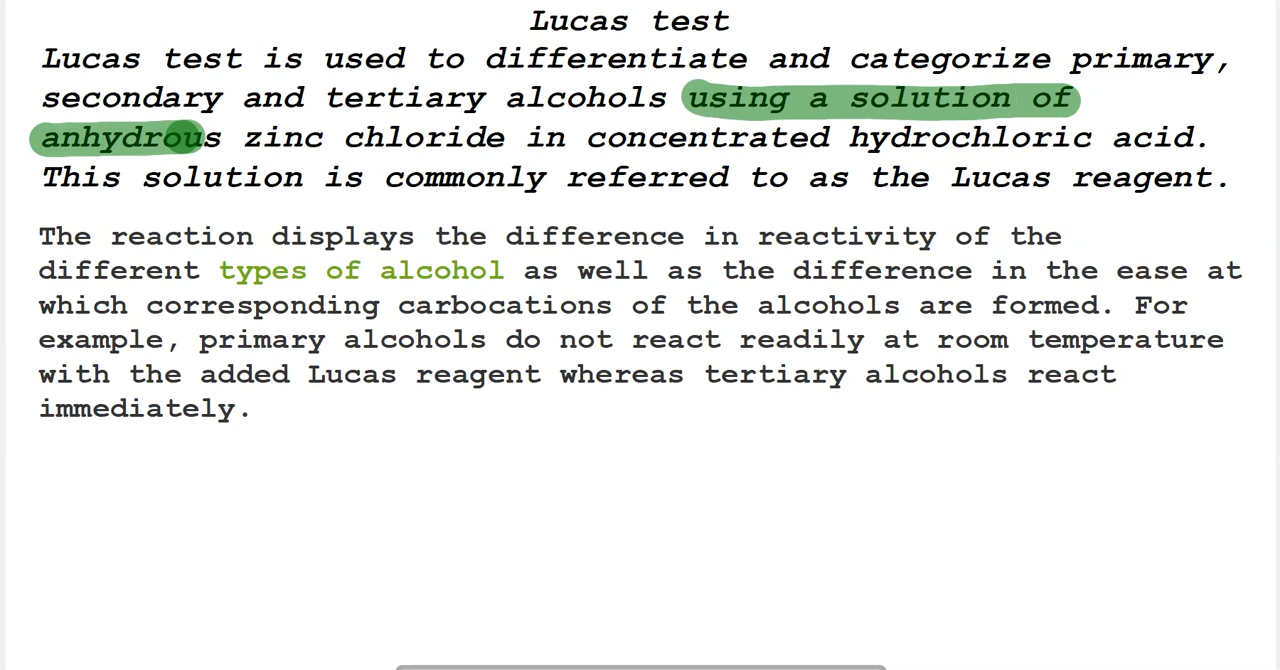 Lucas test
Lucas test is used to differentiate and categorize primary,
secondary and tertiary alcohols using a solution of
anhydrous zinc chloride in concentrated hydrochloric acid.
This solution is commonly referred to as the Lucas reagent.
The reaction displays the difference in reactivity of the
different types of alcohol as well as the difference in the ease at
which corresponding carbocations of the alcohols are formed. For
example, primary alcohols do not react readily at room temperature
with the added Lucas reagent whereas tertiary alcohols react
immediately.